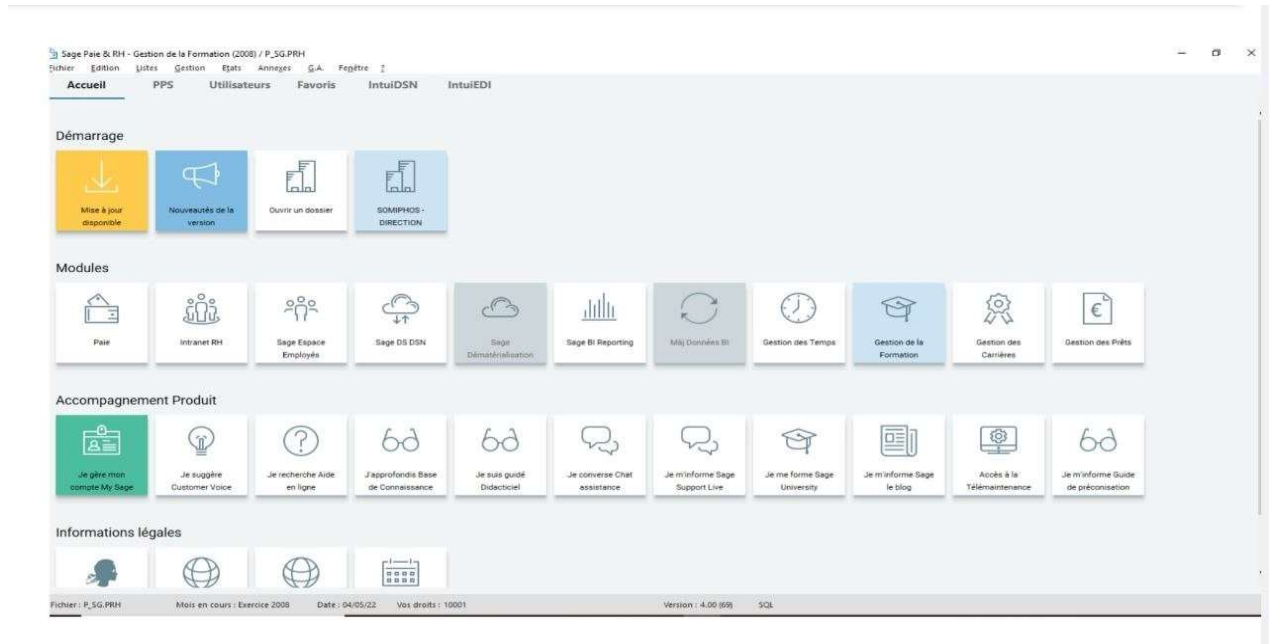 Sage Paie & RH - Gestion de la Formation (2008) / P_SG.PRH
Fichier Edition Listes Gestion Etats Annexes G.A. Fenêtre ?
Accueil PPS Utilisateurs Favoris IntuiDSN IntuiEDI
Démarrage
Mise à jour disponible
Nouveautés de la version
Ouvrir un dossier
SOMIPHOS - DIRECTION
Modules
Paie
Intranet RH
Sage Espace Employés
Sage DS DSN
Sage Dématérialisation
Sage BI Reporting
Màj Données BI
Gestion des Temps
Gestion de la Formation
Gestion des Carrières
Gestion des Prêts
Accompagnement Produit
Je gère mon compte My Sage
Je suggère Customer Voice
Je recherche Aide en ligne
J'approfondis Base de Connaissance
Je suis guidé Didacticiel
Je converse Chat assistance
Je m'informe Sage Support Live
Je me forme Sage University
Je m'informe Sage le blog
Accès à la Télémaintenance
Je m'informe Guide de préconisation
Informations légales
Fichier : P_SG.PRH Mois en cours : Exercice 2008 Date : 04/05/22 Vos droits : 10001 Version : 4.00 (69) SQL